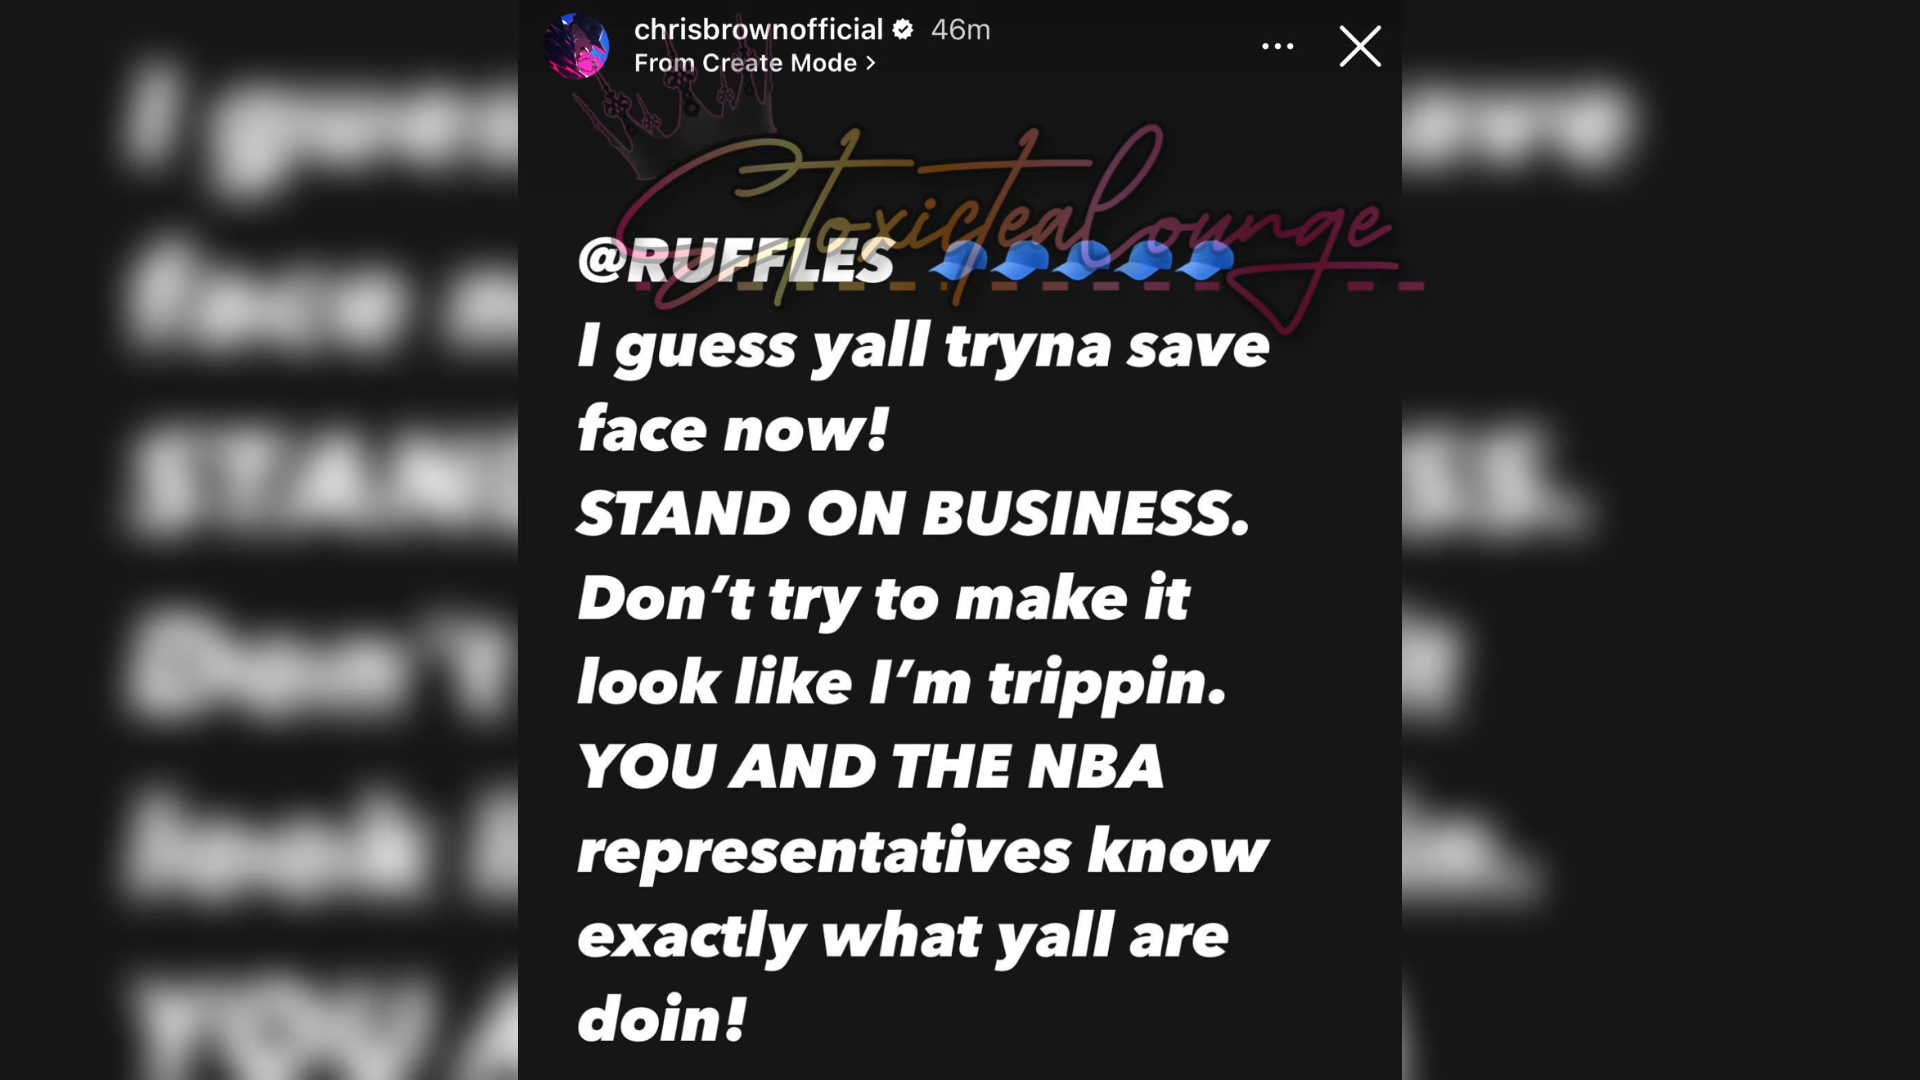 chrisbrownofficial 46m
From Create Mode >
ToxicteaLounge
@RUFFLES 🧢🧢🧢🧢🧢
I guess yall tryna save
face now!
STAND ON BUSINESS.
Don't try to make it
look like I'm trippin.
YOU AND THE NBA
representatives know
exactly what yall are
doin!